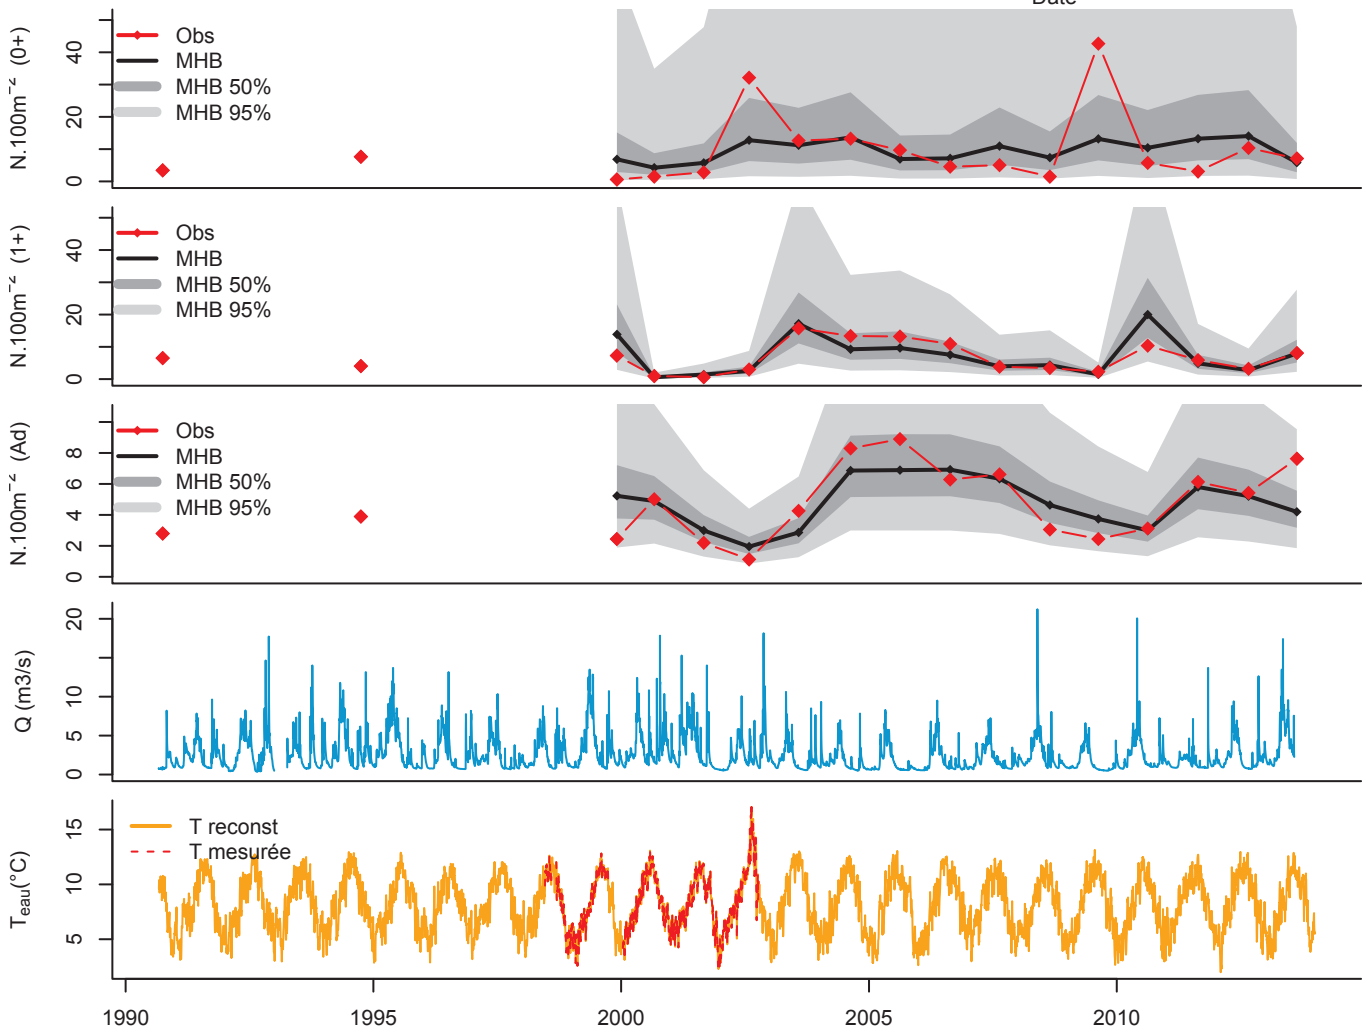 Date
N.100m⁻² (0+)
0
20
40
Obs
MHB
MHB 50%
MHB 95%
N.100m⁻² (1+)
0
20
40
Obs
MHB
MHB 50%
MHB 95%
N.100m⁻² (Ad)
0
2
4
6
8
Obs
MHB
MHB 50%
MHB 95%
Q (m3/s)
0
5
10
20
Teau(°C)
5
10
15
T reconst
T mesurée
1990
1995
2000
2005
2010